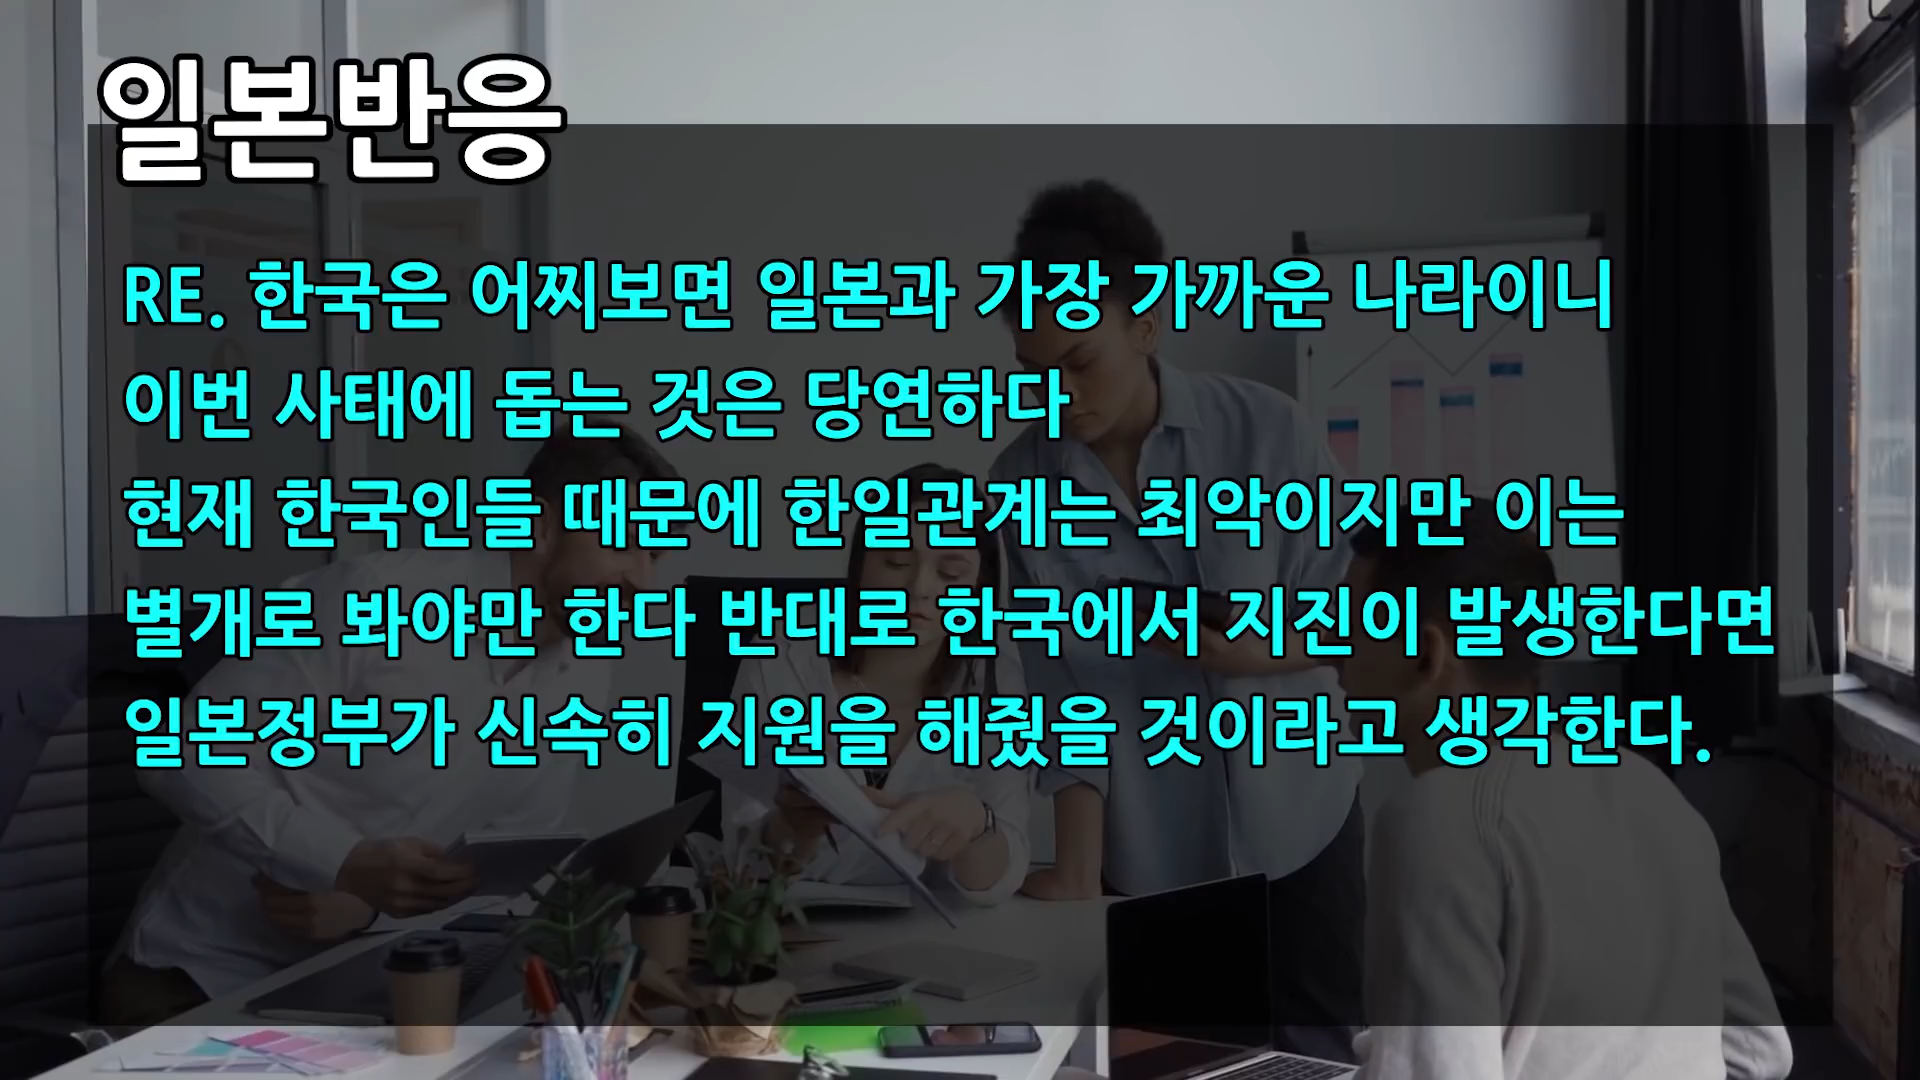 일본반응
RE. 한국은 어찌보면 일본과 가장 가까운 나라이니
이번 사태에 돕는 것은 당연하다
현재 한국인들 때문에 한일관계는 최악이지만 이는
별개로 봐야만 한다 반대로 한국에서 지진이 발생한다면
일본정부가 신속히 지원을 해줬을 것이라고 생각한다.